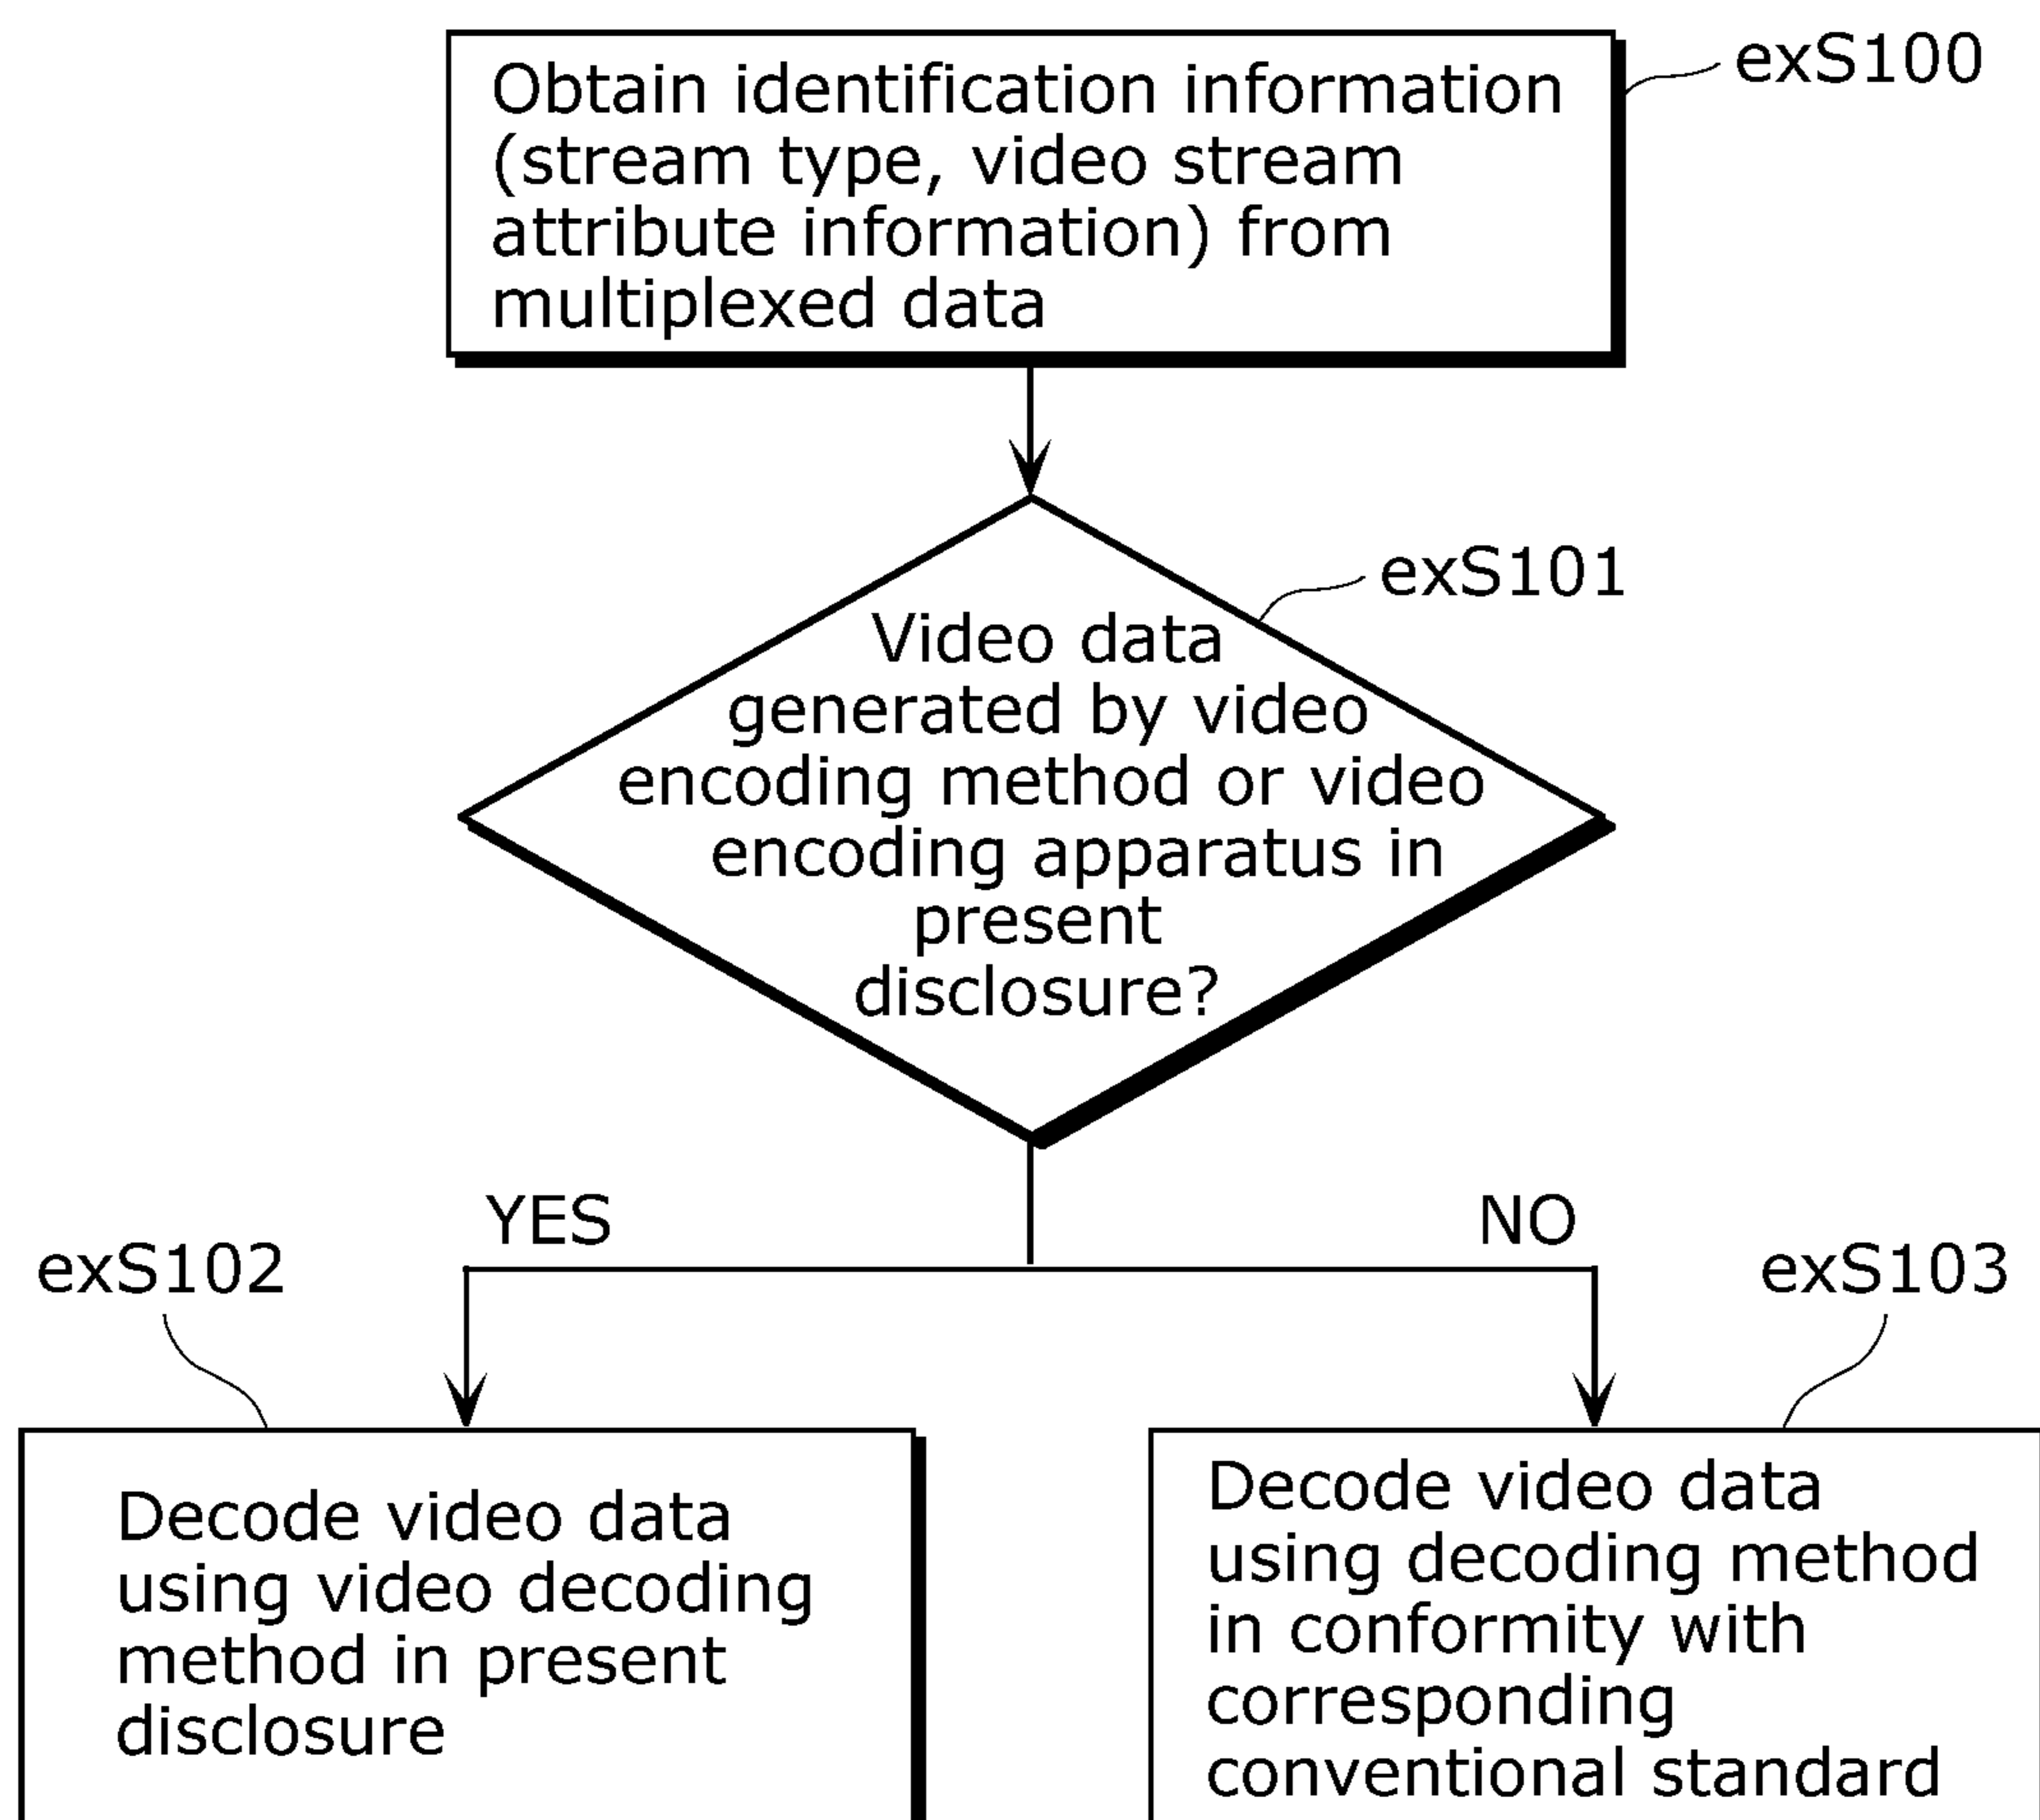 Obtain identification information
(stream type, video stream
attribute information) from
multiplexed data
exS100
exS101
Video data
generated by video
encoding method or video
encoding apparatus in
present
disclosure?
YES
NO
exS102
exS103
Decode video data
using video decoding
method in present
disclosure
Decode video data
using decoding method
in conformity with
corresponding
conventional standard